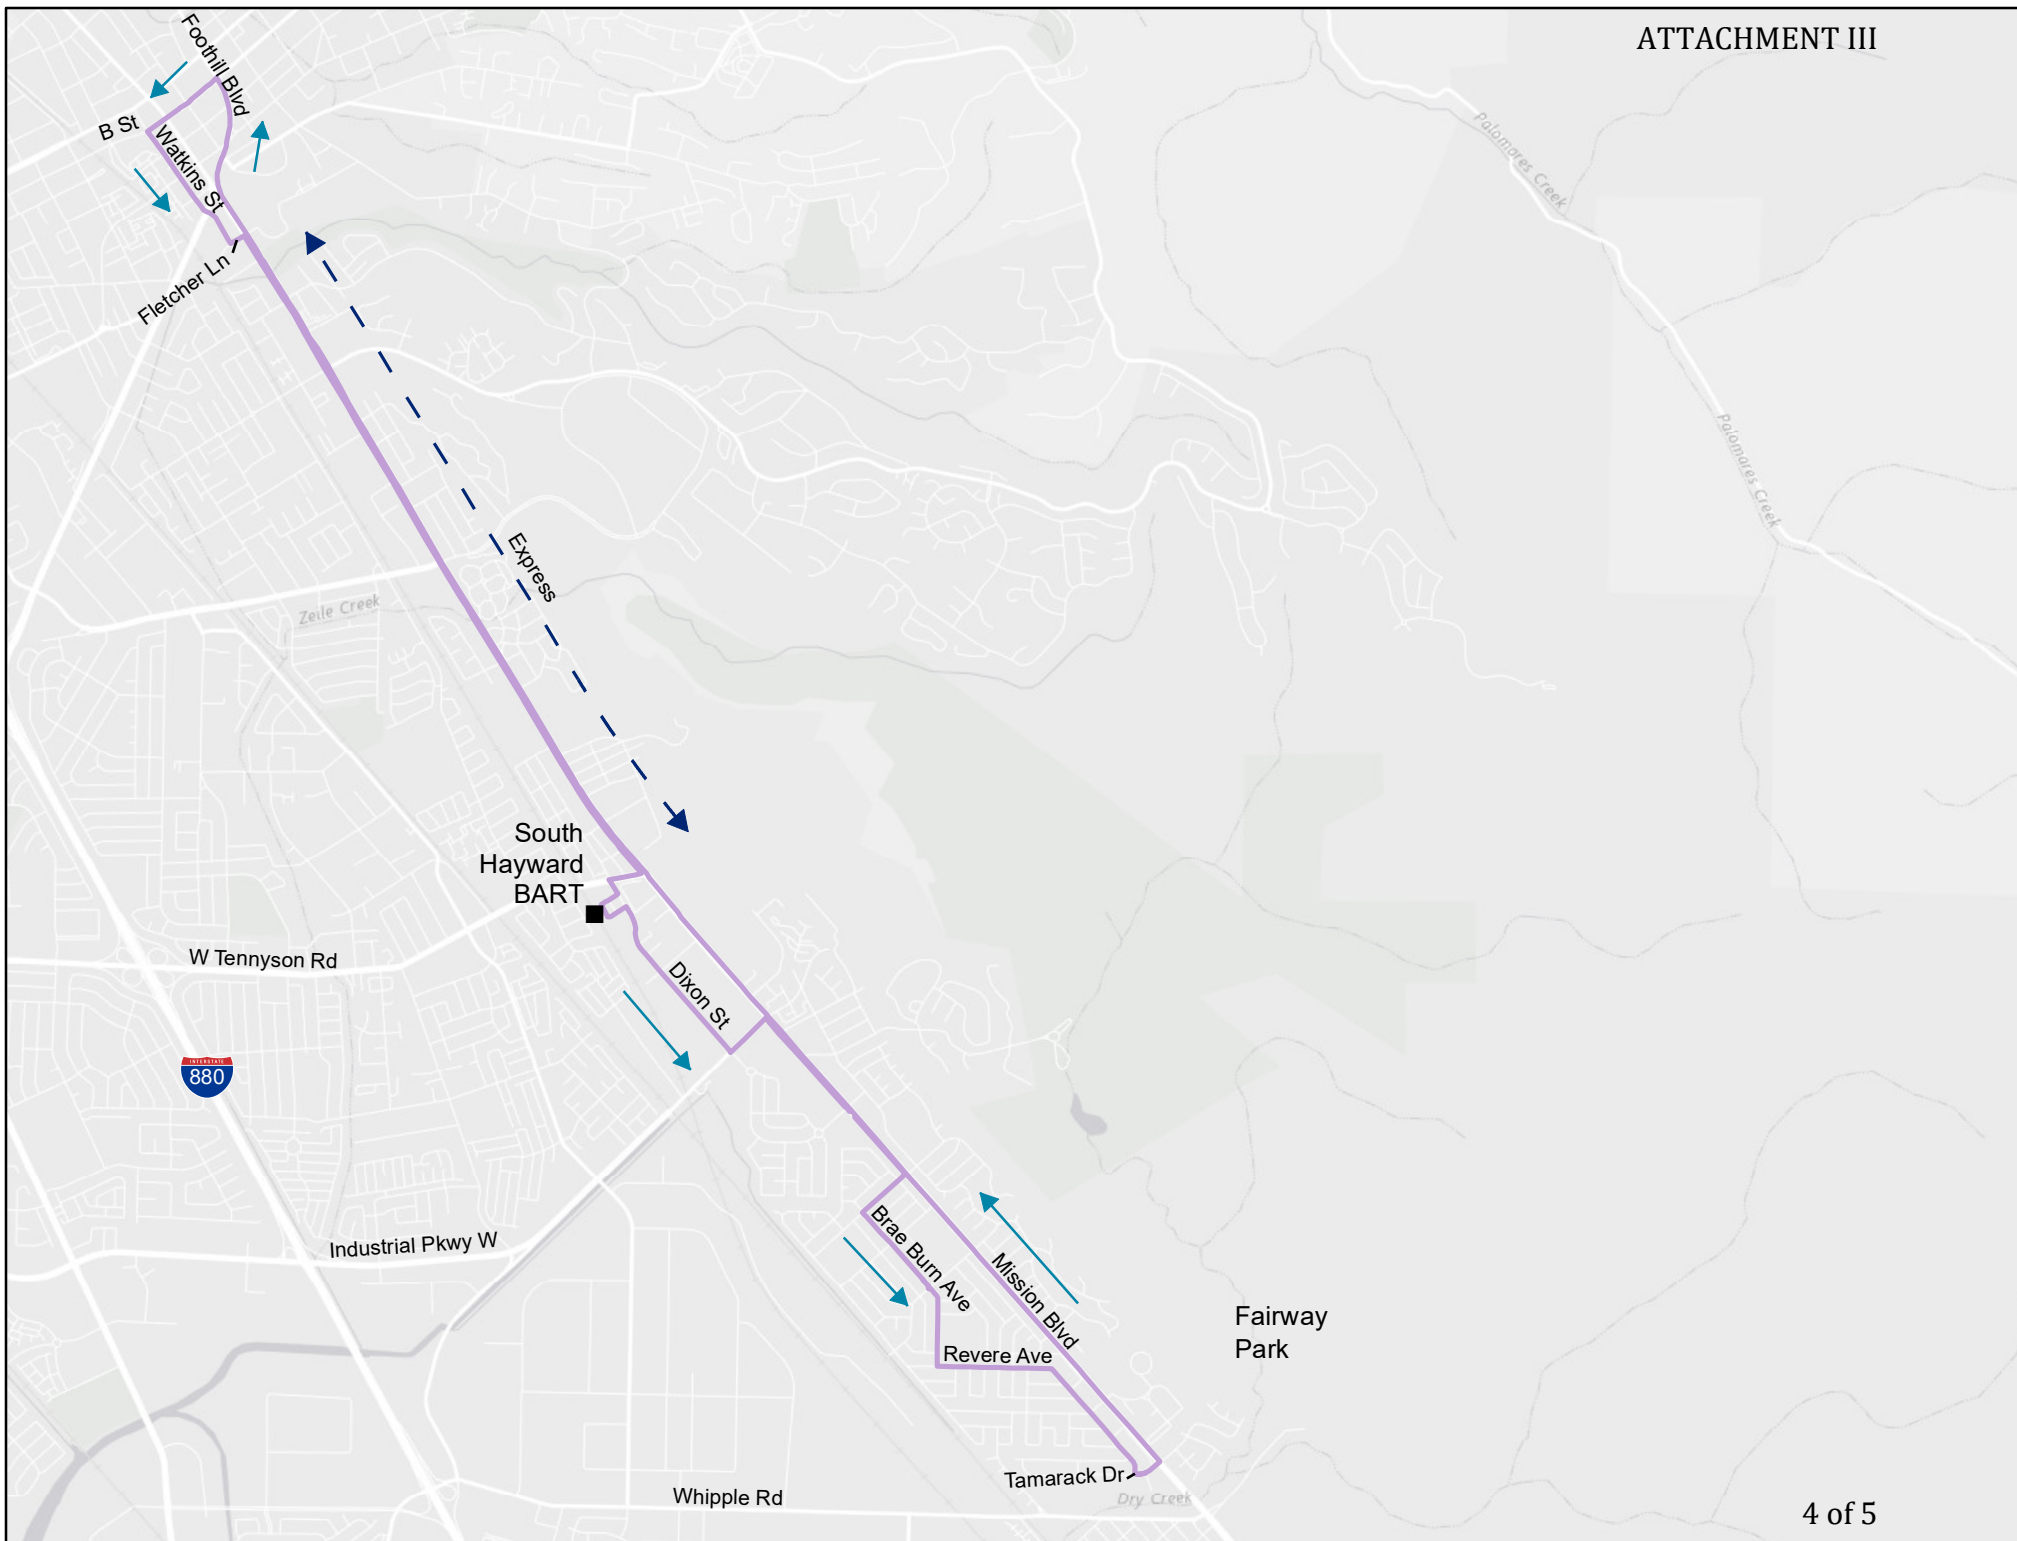 ATTACHMENT III
Foothill Blvd
B St
Watkins St
Fletcher Ln
Palomares Creek
Palomares Creek
Express
Zeile Creek
South
Hayward
BART
W Tennyson Rd
Dixon St
INTERSTATE
880
Industrial Pkwy W
Brae Burn Ave
Mission Blvd
Fairway
Park
Revere Ave
Tamarack Dr
Dry Creek
Whipple Rd
4 of 5